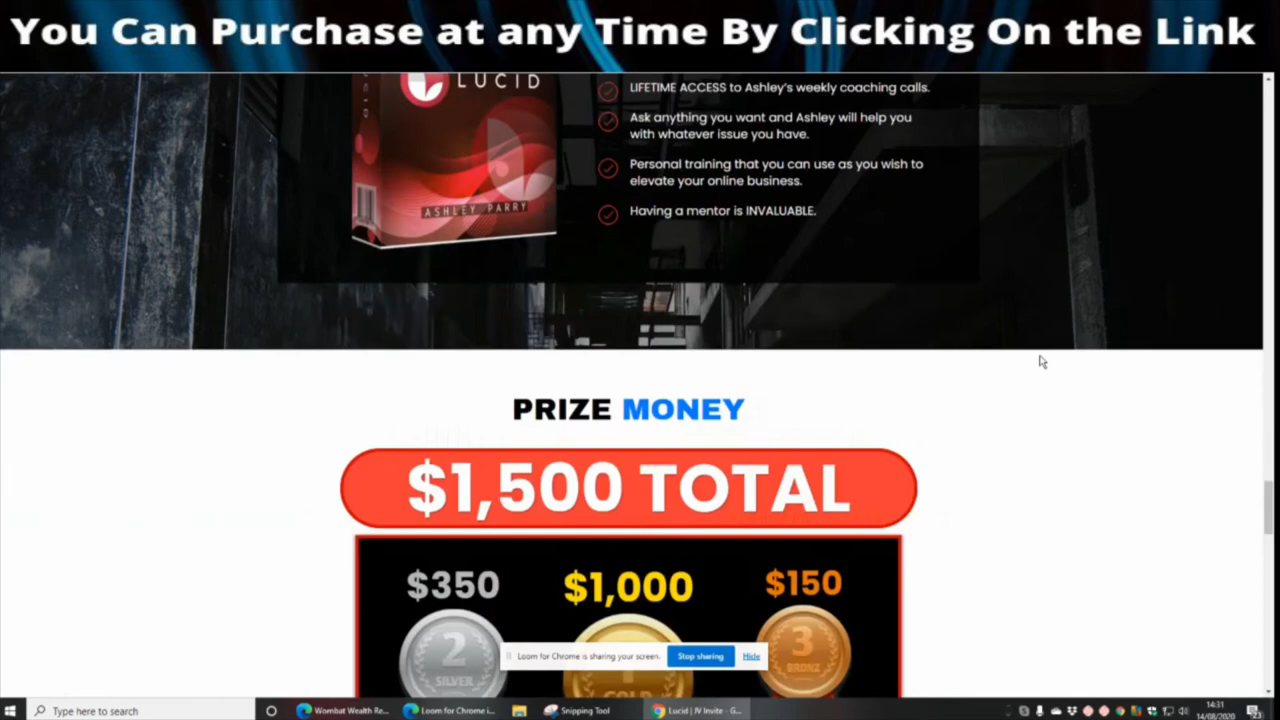 You Can Purchase at any Time By Clicking On the Link
LUCID
ASHLEY PARRY
LIFETIME ACCESS to Ashley's weekly coaching calls.
Ask anything you want and Ashley will help you
with whatever issue you have.
Personal training that you can use as you wish to
elevate your online business.
Having a mentor is INVALUABLE.
PRIZE MONEY
$1,500 TOTAL
$350
$1,000
$150
2
SILVER
GOLD
3
BRONZ
Loom for Chrome is sharing your screen.
Stop sharing
Hide
Type here to search
Wombat Wealth Re...
Loom for Chrome i...
Snipping Tool
Lucid | JV Invite - G...
14:31
14/08/2020